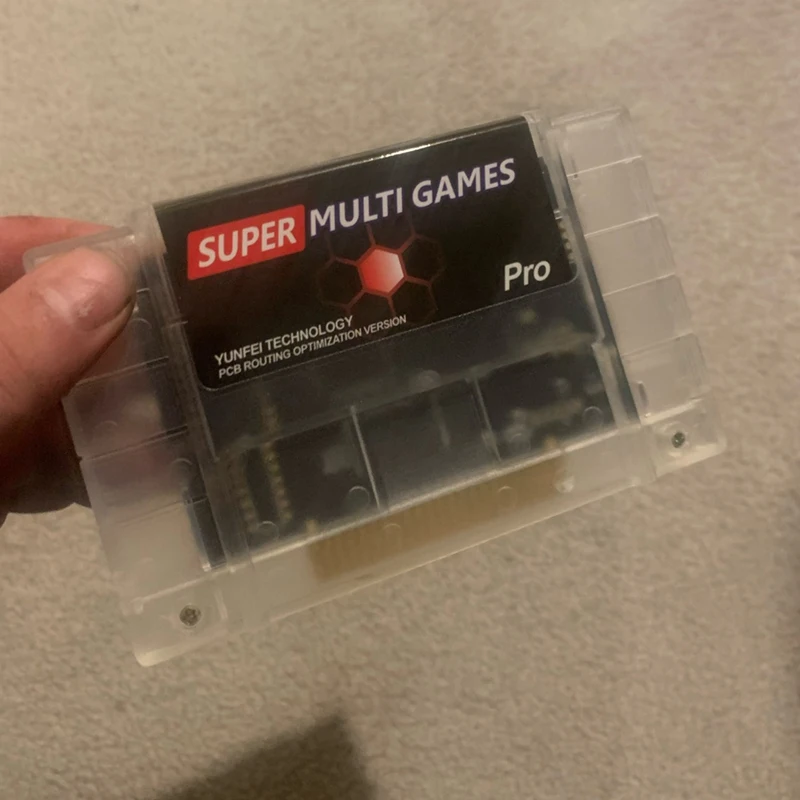 SUPER MULTI GAMES
Pro
YUNFEI TECHNOLOGY
PCB ROUTING OPTIMIZATION VERSION